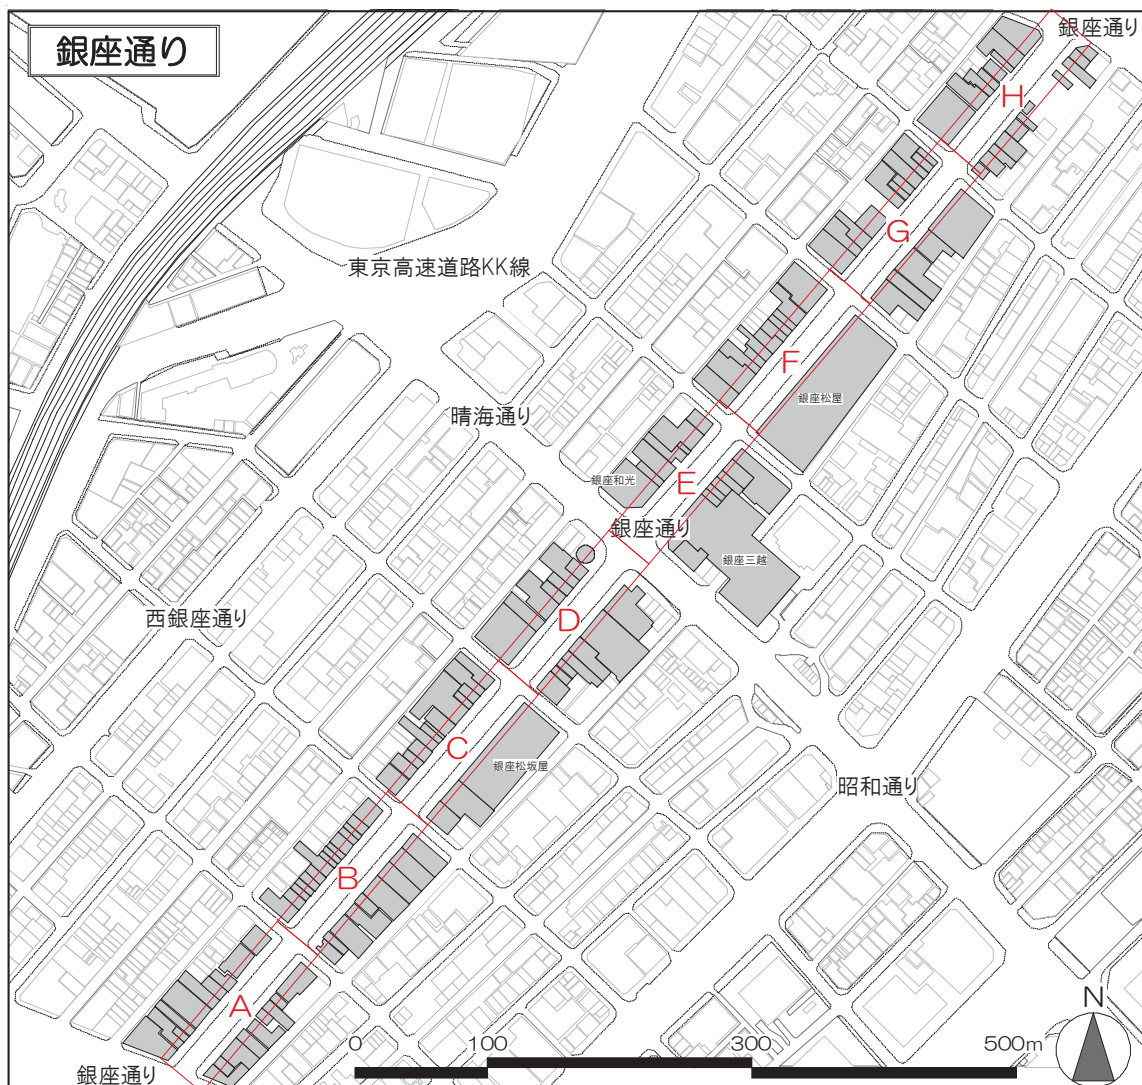 銀座通り
銀座通り
H
G
東京高速道路KK線
F
銀座松屋
晴海通り
銀座和光
E
銀座通り
銀座三越
D
西銀座通り
C
銀座松坂屋
昭和通り
B
A
N
0 100 300 500m
銀座通り